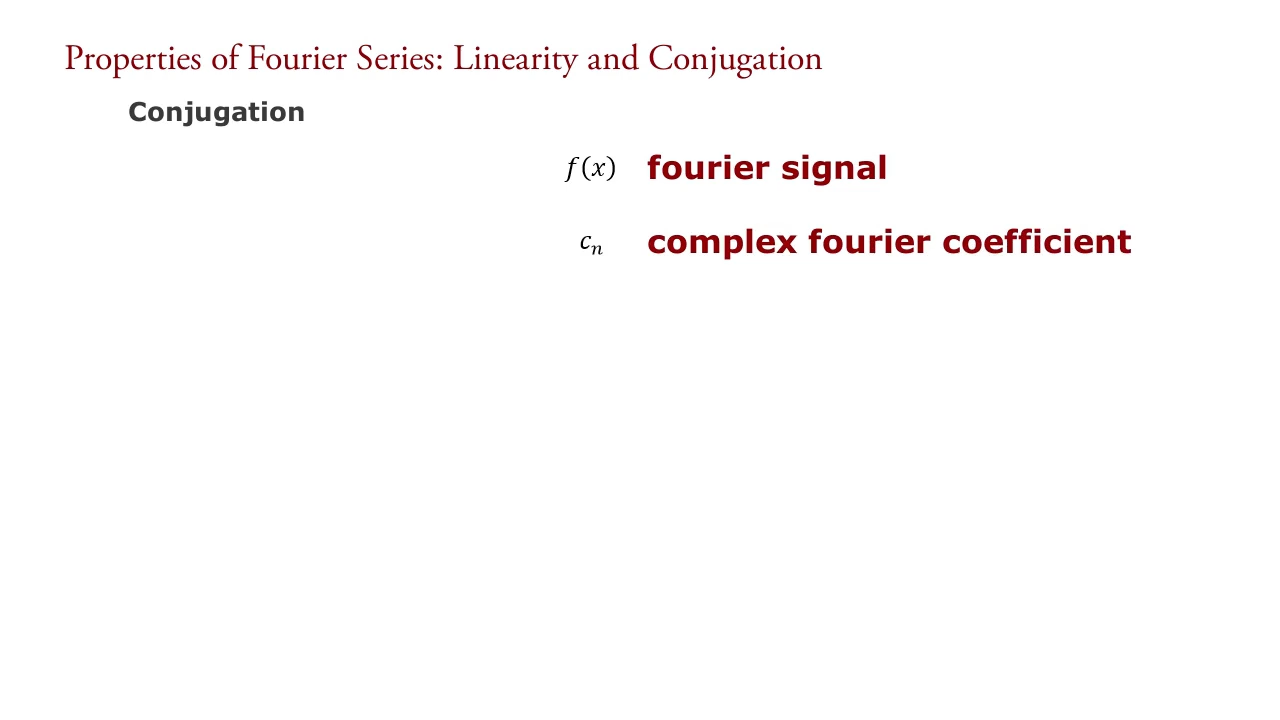 Properties of Fourier Series: Linearity and Conjugation
Conjugation
f(x) fourier signal
cₙ complex fourier coefficient